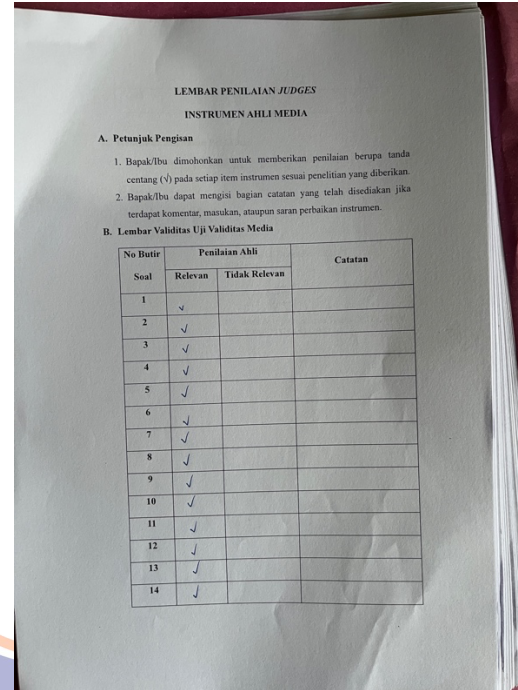 LEMBAR PENILAIAN JUDGES
INSTRUMEN AHLI MEDIA
A. Petunjuk Pengisan
1. Bapak/Ibu dimohonkan untuk memberikan penilaian berupa tanda
centang (√) pada setiap item instrumen sesuai penelitian yang diberikan.
2. Bapak/Ibu dapat mengisi bagian catatan yang telah disediakan jika
terdapat komentar, masukan, ataupun saran perbaikan instrumen.
B. Lembar Validitas Uji Validitas Media
No Butir Soal Penilaian Ahli Catatan
Relevan Tidak Relevan
1 √
2 √
3 √
4 √
5 √
6 √
7 √
8 √
9 √
10 √
11 √
12 √
13 √
14 √